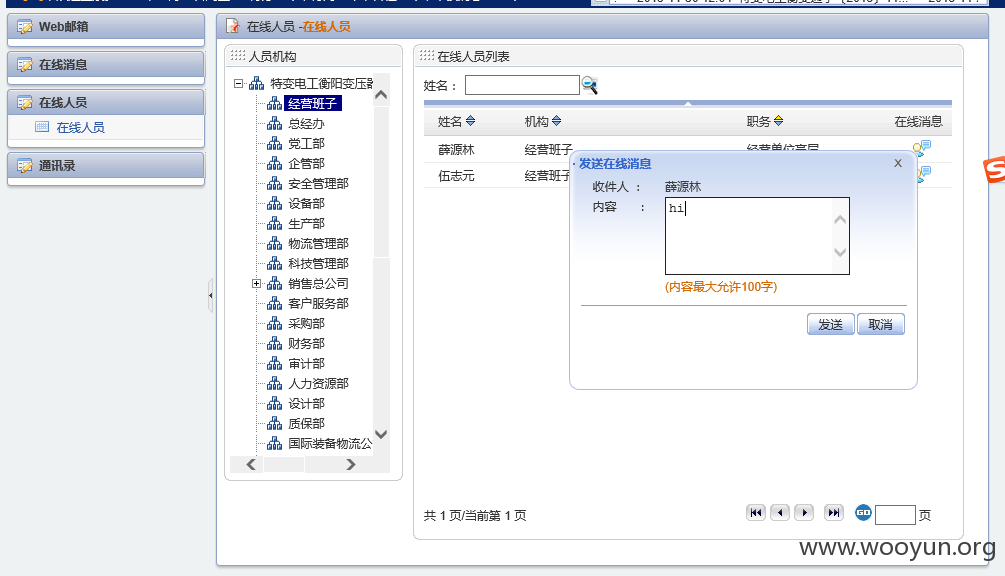 Web邮箱
在线消息
在线人员
在线人员
通讯录
在线人员 -在线人员
人员机构
特变电工衡阳变压器
经营班子
总经办
党工部
企管部
安全管理部
设备部
生产部
物流管理部
科技管理部
销售总公司
客户服务部
采购部
财务部
审计部
人力资源部
设计部
质保部
国际装备物流公
在线人员列表
姓名：
姓名 机构 职务 在线消息
薛源林 经营班子 经营单位高层
伍志元 经营班子
发送在线消息 X
收件人 ： 薛源林
内容 ： hi
(内容最大允许100字)
发送 取消
共 1 页/当前第 1 页
GO 页
www.wooyun.org